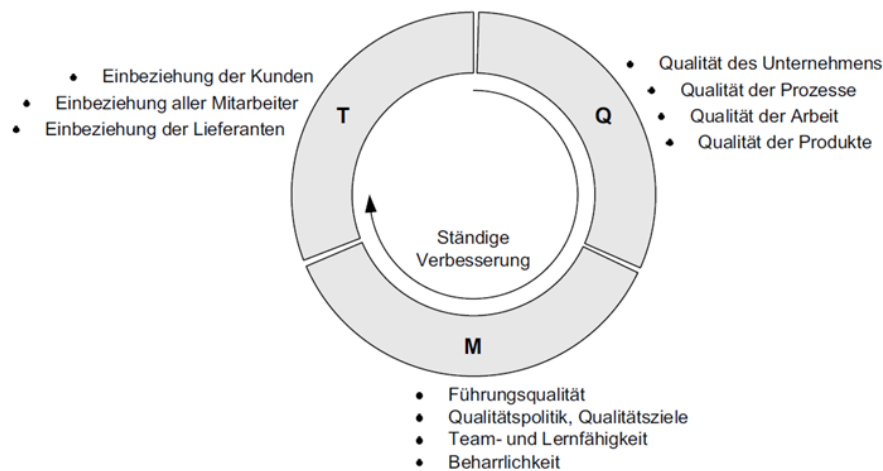 • Einbeziehung der Kunden
• Einbeziehung aller Mitarbeiter
• Einbeziehung der Lieferanten
T
Q
• Qualität des Unternehmens
• Qualität der Prozesse
• Qualität der Arbeit
• Qualität der Produkte
Ständige
Verbesserung
M
• Führungsqualität
• Qualitätspolitik, Qualitätsziele
• Team- und Lernfähigkeit
• Beharrlichkeit